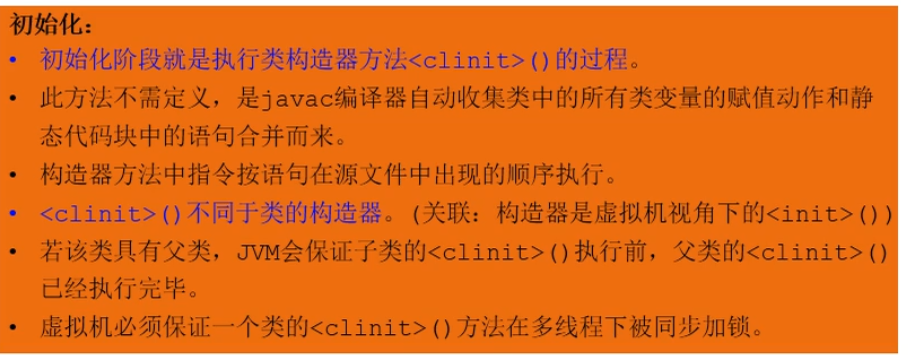 初始化:
• 初始化阶段就是执行类构造器方法<clinit>()的过程。
• 此方法不需定义，是javac编译器自动收集类中的所有类变量的赋值动作和静
态代码块中的语句合并而来。
• 构造器方法中指令按语句在源文件中出现的顺序执行。
• <clinit>()不同于类的构造器。(关联：构造器是虚拟机视角下的<init>())
• 若该类具有父类，JVM会保证子类的<clinit>()执行前，父类的<clinit>()
已经执行完毕。
• 虚拟机必须保证一个类的<clinit>()方法在多线程下被同步加锁。